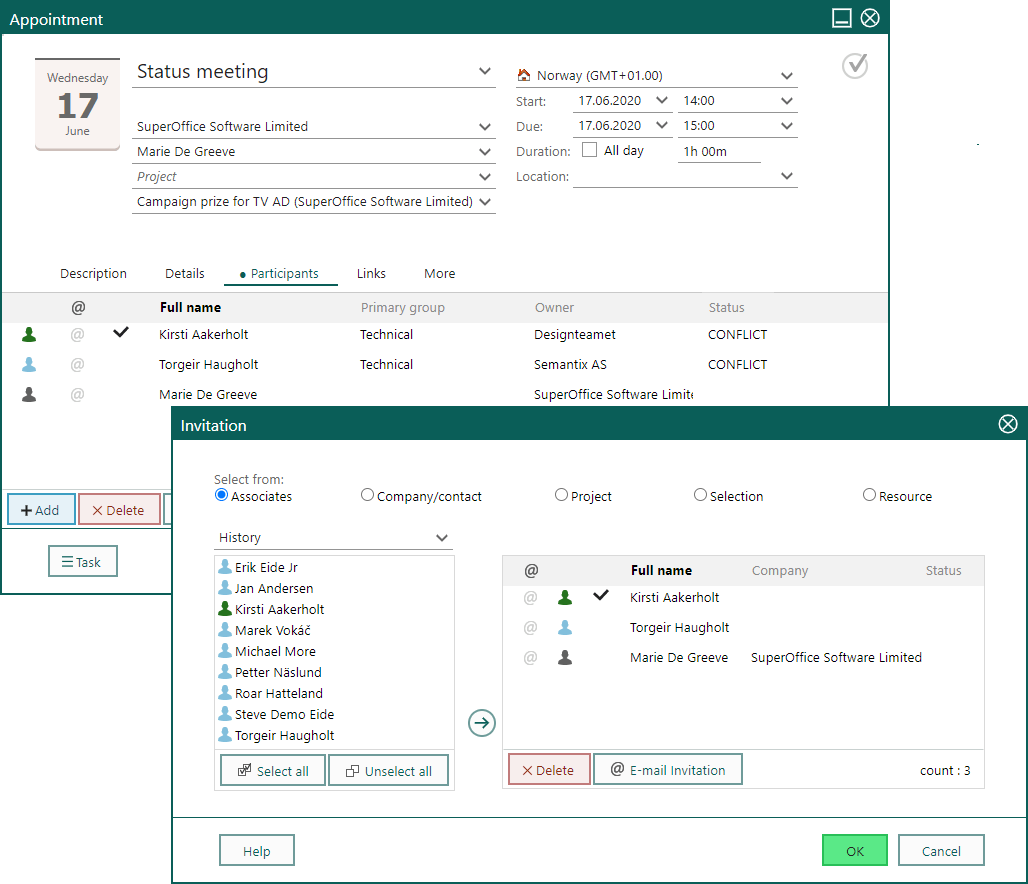 Appointment
Wednesday
17
June
Status meeting
SuperOffice Software Limited
Marie De Greeve
Project
Campaign prize for TV AD (SuperOffice Software Limited)
Norway (GMT+01.00)
Start: 17.06.2020 14:00
Due: 17.06.2020 15:00
Duration: All day 1h 00m
Location:
Description Details • Participants Links More
@ Full name Primary group Owner Status
@ Kirsti Aakerholt Technical Designteamet CONFLICT
@ Torgeir Haugholt Technical Semantix AS CONFLICT
@ Marie De Greeve SuperOffice Software Limite
Add Delete
Task
Invitation
Select from:
Associates Company/contact Project Selection Resource
History
Erik Eide Jr
Jan Andersen
Kirsti Aakerholt
Marek Vokáč
Michael More
Petter Näslund
Roar Hatteland
Steve Demo Eide
Torgeir Haugholt
Select all Unselect all
@ Full name Company Status
@ Kirsti Aakerholt
@ Torgeir Haugholt
@ Marie De Greeve SuperOffice Software Limited
Delete @ E-mail Invitation count : 3
Help OK Cancel